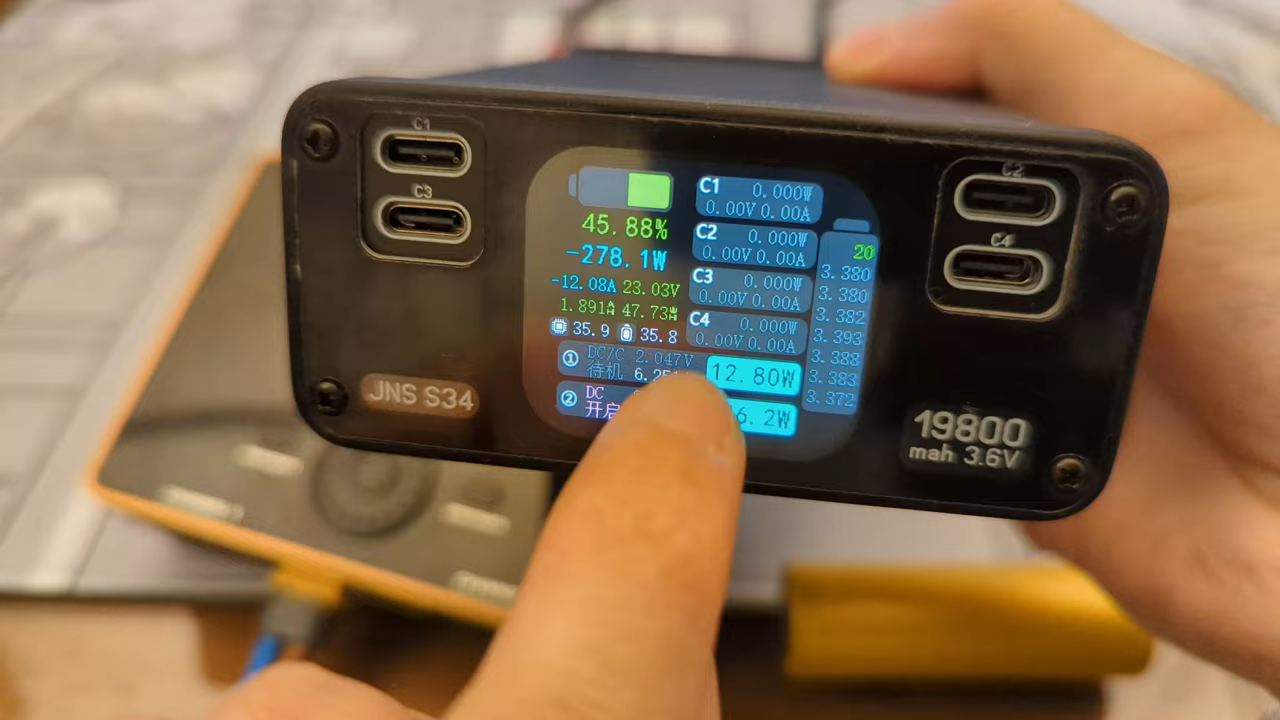 C1
C3
C2
C4
45.88%
-278.1W
-12.08A 23.03V
1.891Ah 47.73Wh
35.9 35.8
C1 0.000W
0.00V 0.00A
C2 0.000W
0.00V 0.00A
C3 0.000W
0.00V 0.00A
C4 0.000W
0.00V 0.00A
① DC/C 2.047V
待机
12.80W
② DC
开启
6.2W
20
3.380
3.380
3.382
3.393
3.388
3.383
3.372
JNS S34
19800
mah 3.6V